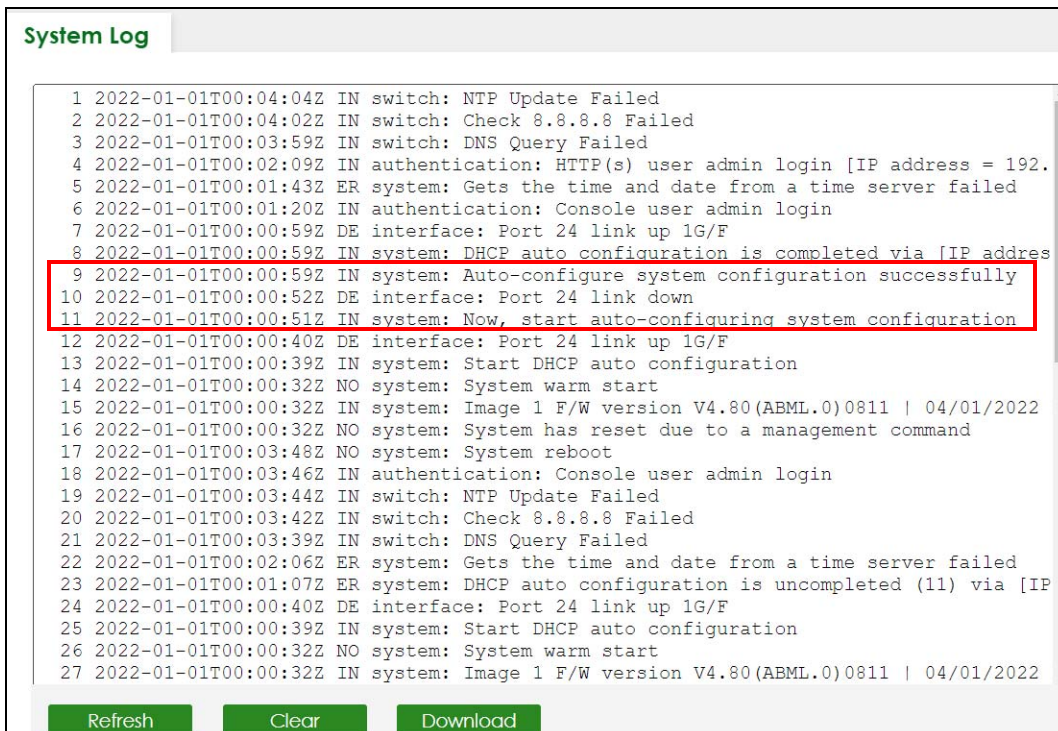 System Log
1 2022-01-01T00:04:04Z IN switch: NTP Update Failed
2 2022-01-01T00:04:02Z IN switch: Check 8.8.8.8 Failed
3 2022-01-01T00:03:59Z IN switch: DNS Query Failed
4 2022-01-01T00:02:09Z IN authentication: HTTP(s) user admin login [IP address = 192.
5 2022-01-01T00:01:43Z ER system: Gets the time and date from a time server failed
6 2022-01-01T00:01:20Z IN authentication: Console user admin login
7 2022-01-01T00:00:59Z DE interface: Port 24 link up 1G/F
8 2022-01-01T00:00:59Z IN system: DHCP auto configuration is completed via [IP addres
9 2022-01-01T00:00:59Z IN system: Auto-configure system configuration successfully
10 2022-01-01T00:00:52Z DE interface: Port 24 link down
11 2022-01-01T00:00:51Z IN system: Now, start auto-configuring system configuration
12 2022-01-01T00:00:40Z DE interface: Port 24 link up 1G/F
13 2022-01-01T00:00:39Z IN system: Start DHCP auto configuration
14 2022-01-01T00:00:32Z NO system: System warm start
15 2022-01-01T00:00:32Z IN system: Image 1 F/W version V4.80(ABML.0)0811 | 04/01/2022
16 2022-01-01T00:00:32Z NO system: System has reset due to a management command
17 2022-01-01T00:03:48Z NO system: System reboot
18 2022-01-01T00:03:46Z IN authentication: Console user admin login
19 2022-01-01T00:03:44Z IN switch: NTP Update Failed
20 2022-01-01T00:03:42Z IN switch: Check 8.8.8.8 Failed
21 2022-01-01T00:03:39Z IN switch: DNS Query Failed
22 2022-01-01T00:02:06Z ER system: Gets the time and date from a time server failed
23 2022-01-01T00:01:07Z ER system: DHCP auto configuration is uncompleted (11) via [IP
24 2022-01-01T00:00:40Z DE interface: Port 24 link up 1G/F
25 2022-01-01T00:00:39Z IN system: Start DHCP auto configuration
26 2022-01-01T00:00:32Z NO system: System warm start
27 2022-01-01T00:00:32Z IN system: Image 1 F/W version V4.80(ABML.0)0811 | 04/01/2022
Refresh Clear Download